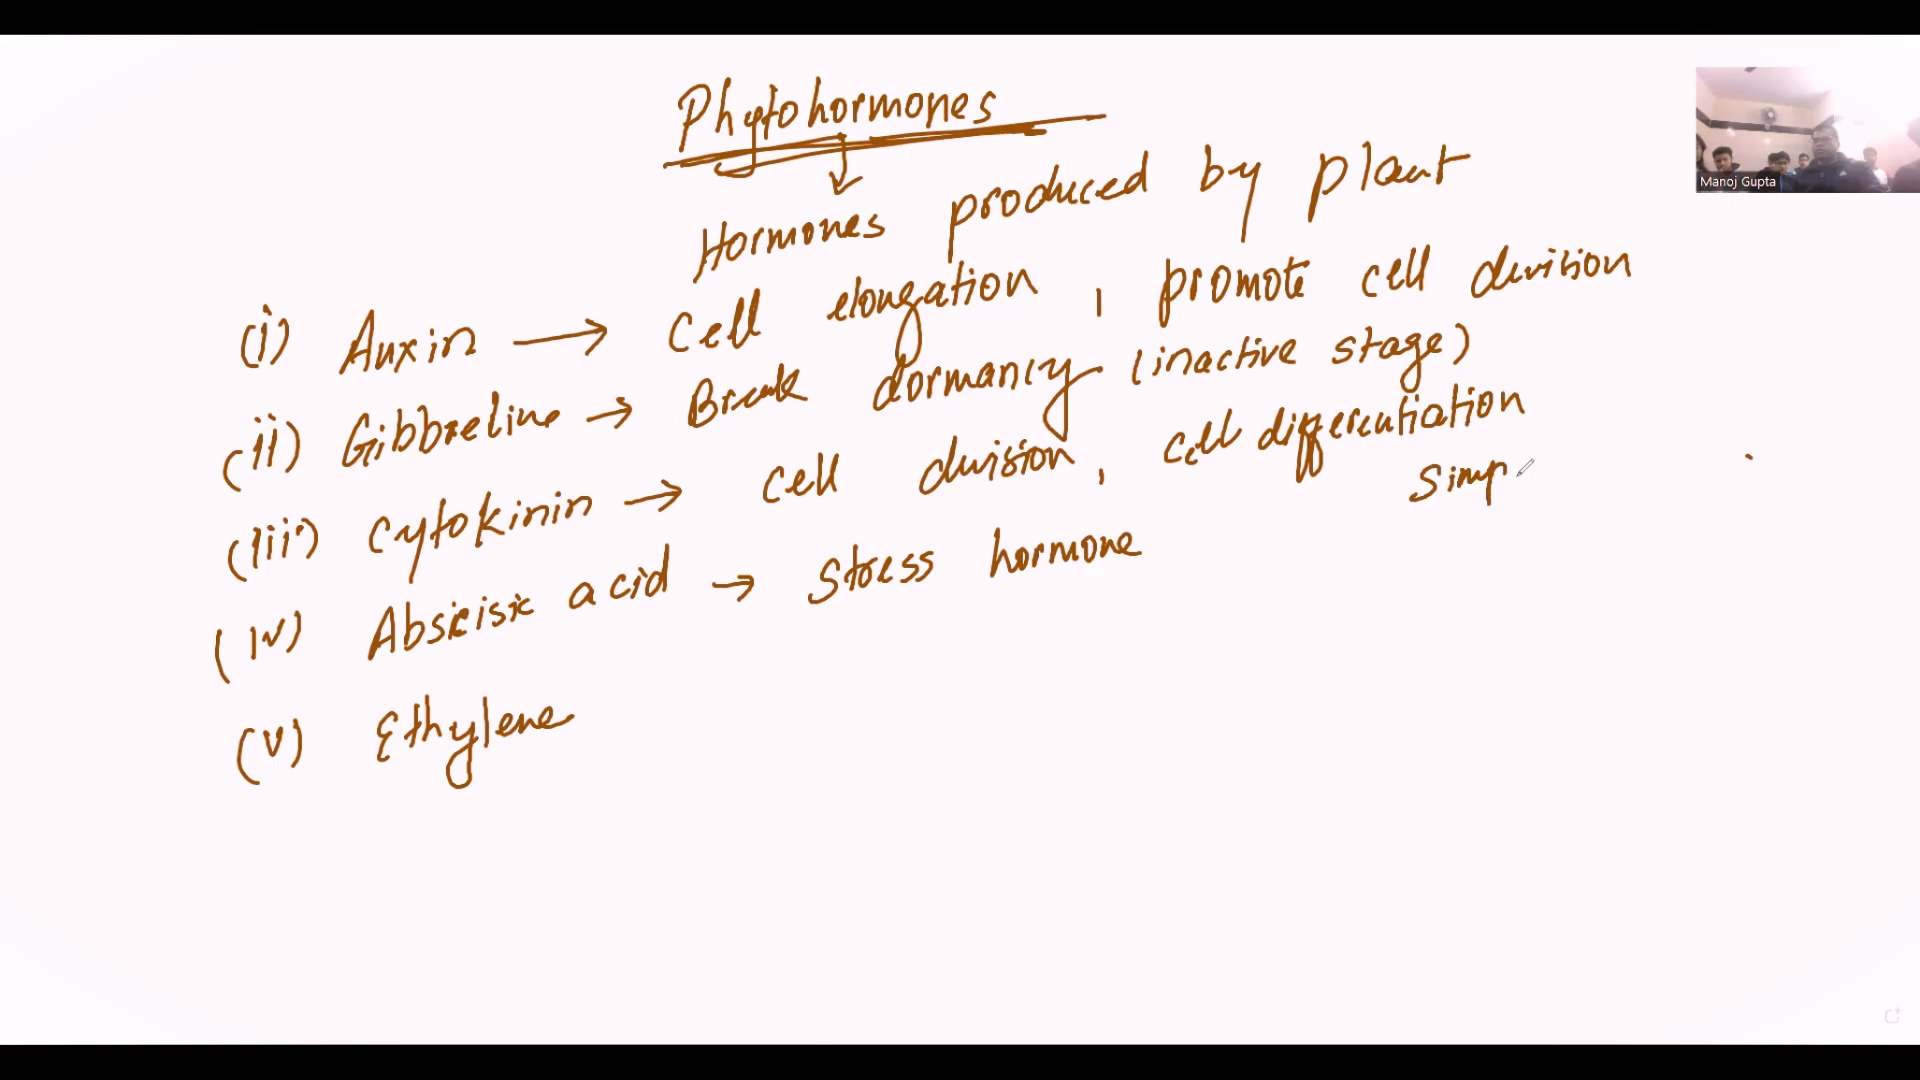 Phytohormones
Manoj Gupta
Hormones produced by plant
(i) Auxin → Cell elongation, promote cell division
(ii) Gibbreline → Break dormancy (inactive stage)
(iii) Cytokinin → cell division, cell differentiation
simp
(iv) Absicisic acid → Stress hormone
(v) Ethylene